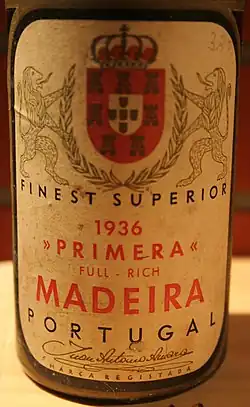 FINEST SUPERIOR
1936
»PRIMERA«
FULL - RICH
MADEIRA
PORTUGAL
MARCA REGISTADA